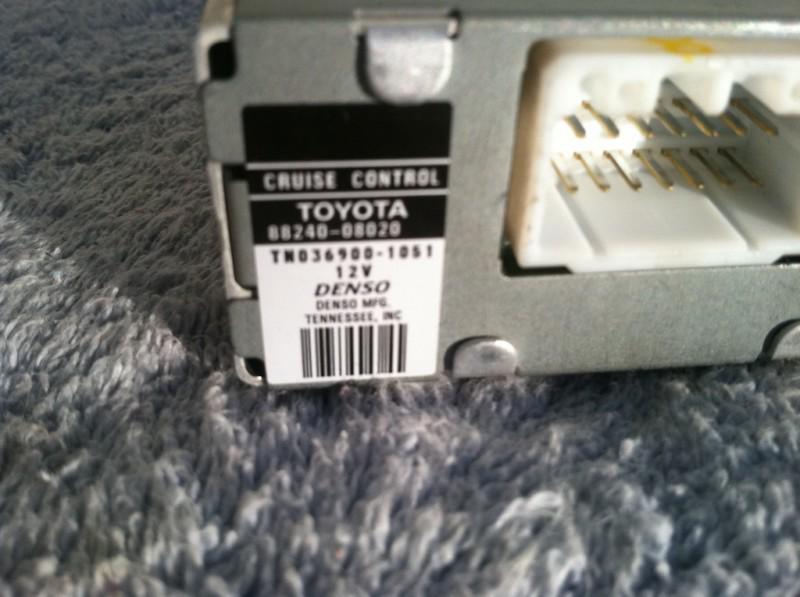 CRUISE CONTROL
TOYOTA
88240-08020
TN036900-1051
12V
DENSO
DENSO MFG.
TENNESSEE, INC